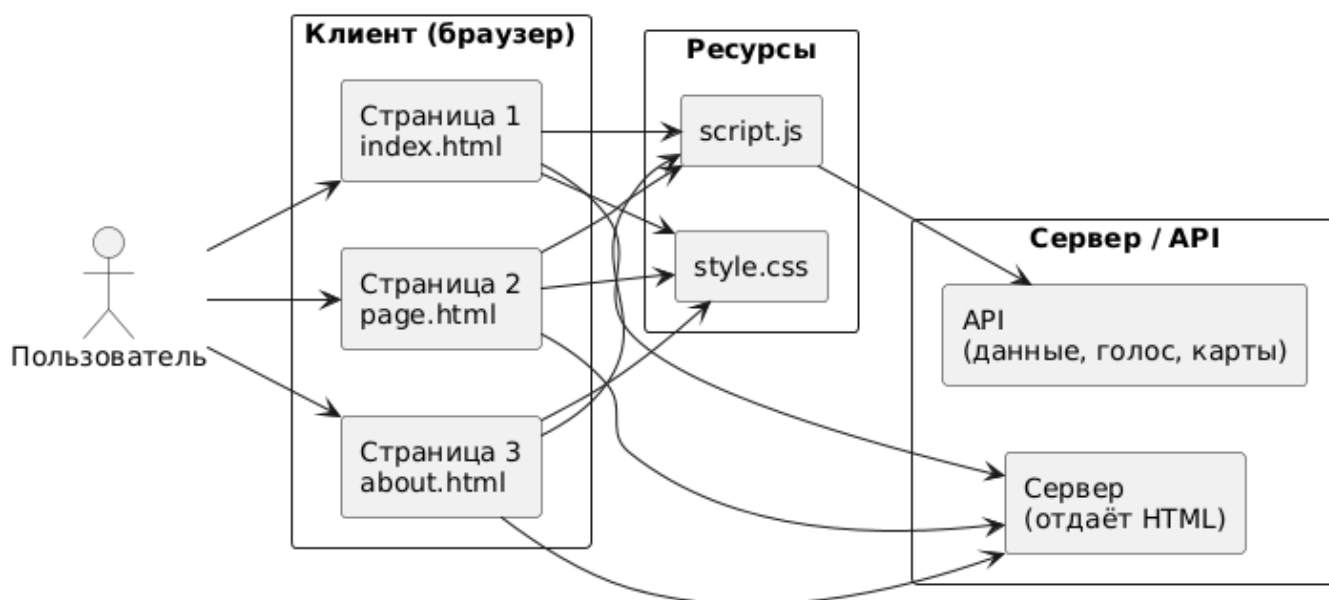 Клиент (браузер)
Страница 1
index.html
Страница 2
page.html
Страница 3
about.html
Пользователь
Ресурсы
script.js
style.css
Сервер / API
API
(данные, голос, карты)
Сервер
(отдаёт HTML)